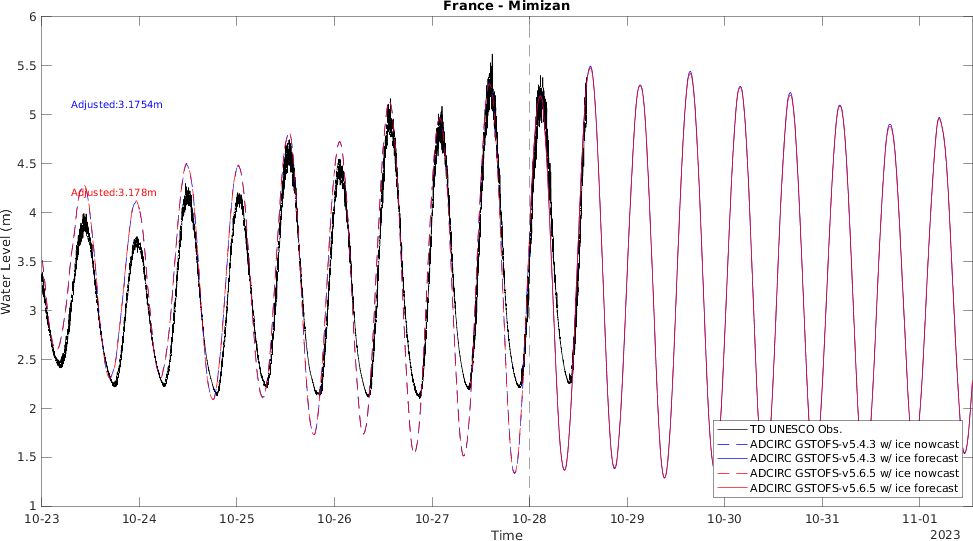 France - Mimizan
Water Level (m)
6
5.5
5
4.5
4
3.5
3
2.5
2
1.5
1
Adjusted:3.1754m
Adjusted:3.178m
TD UNESCO Obs.
ADCIRC GSTOFS-v5.4.3 w/ ice nowcast
ADCIRC GSTOFS-v5.4.3 w/ ice forecast
ADCIRC GSTOFS-v5.6.5 w/ ice nowcast
ADCIRC GSTOFS-v5.6.5 w/ ice forecast
10-23 10-24 10-25 10-26 10-27 10-28 10-29 10-30 10-31 11-01
Time
2023